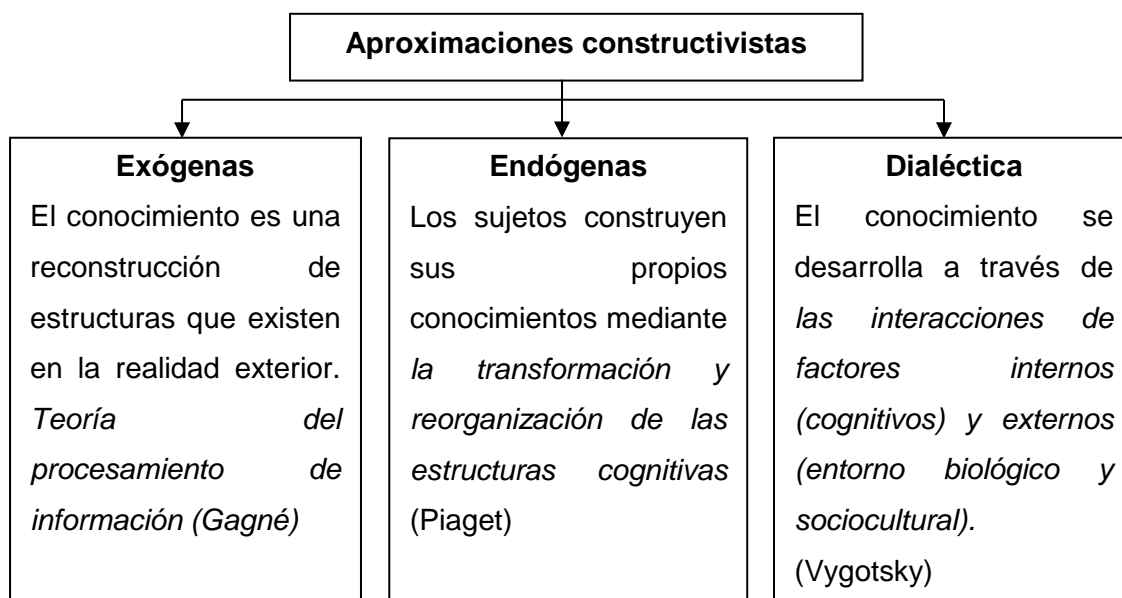 Aproximaciones constructivistas
Exógenas
El conocimiento es una
reconstrucción de
estructuras que existen
en la realidad exterior.
Teoría del
procesamiento de
información (Gagné)
Endógenas
Los sujetos construyen
sus propios
conocimientos mediante
la transformación y
reorganización de las
estructuras cognitivas
(Piaget)
Dialéctica
El conocimiento se
desarrolla a través de
las interacciones de
factores internos
(cognitivos) y externos
(entorno biológico y
sociocultural).
(Vygotsky)